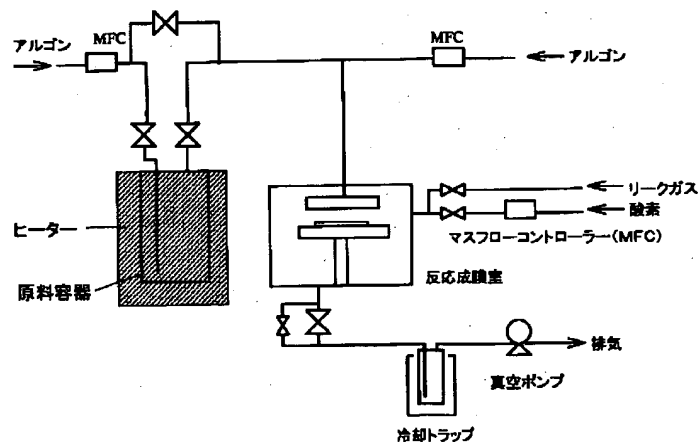 アルゴン
MFC
MFC
アルゴン
リークガス
酸素
マスフローコントローラー(MFC)
ヒーター
原料容器
反応成膜室
排気
真空ポンプ
冷却トラップ